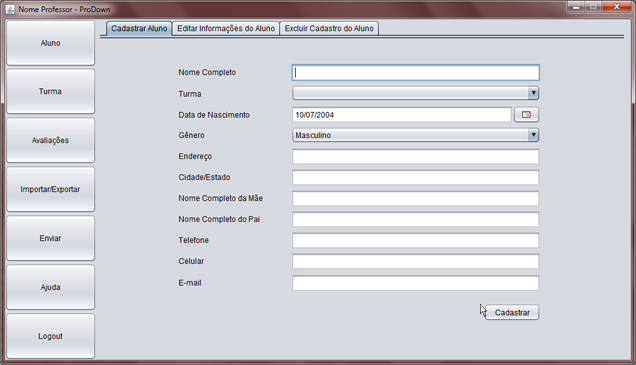 Nome Professor - ProDown
Cadastrar Aluno
Editar Informações do Aluno
Excluir Cadastro do Aluno
Aluno
Turma
Avaliações
Importar/Exportar
Enviar
Ajuda
Logout
Nome Completo
Turma
Data de Nascimento
10/07/2004
Gênero
Masculino
Endereço
Cidade/Estado
Nome Completo da Mãe
Nome Completo do Pai
Telefone
Celular
E-mail
Cadastrar